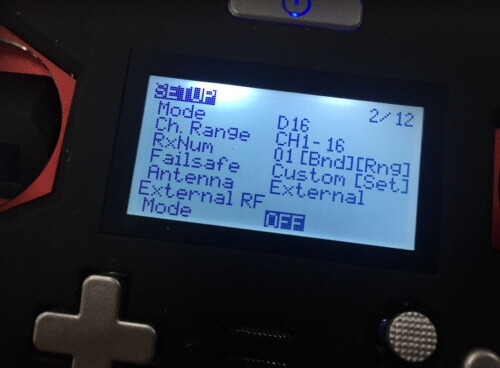 SETUP 2/12
Mode D16
Ch. Range CH1-16
RxNum 01 [Bnd][Rng]
Failsafe Custom [Set]
Antenna External
External RF
Mode OFF